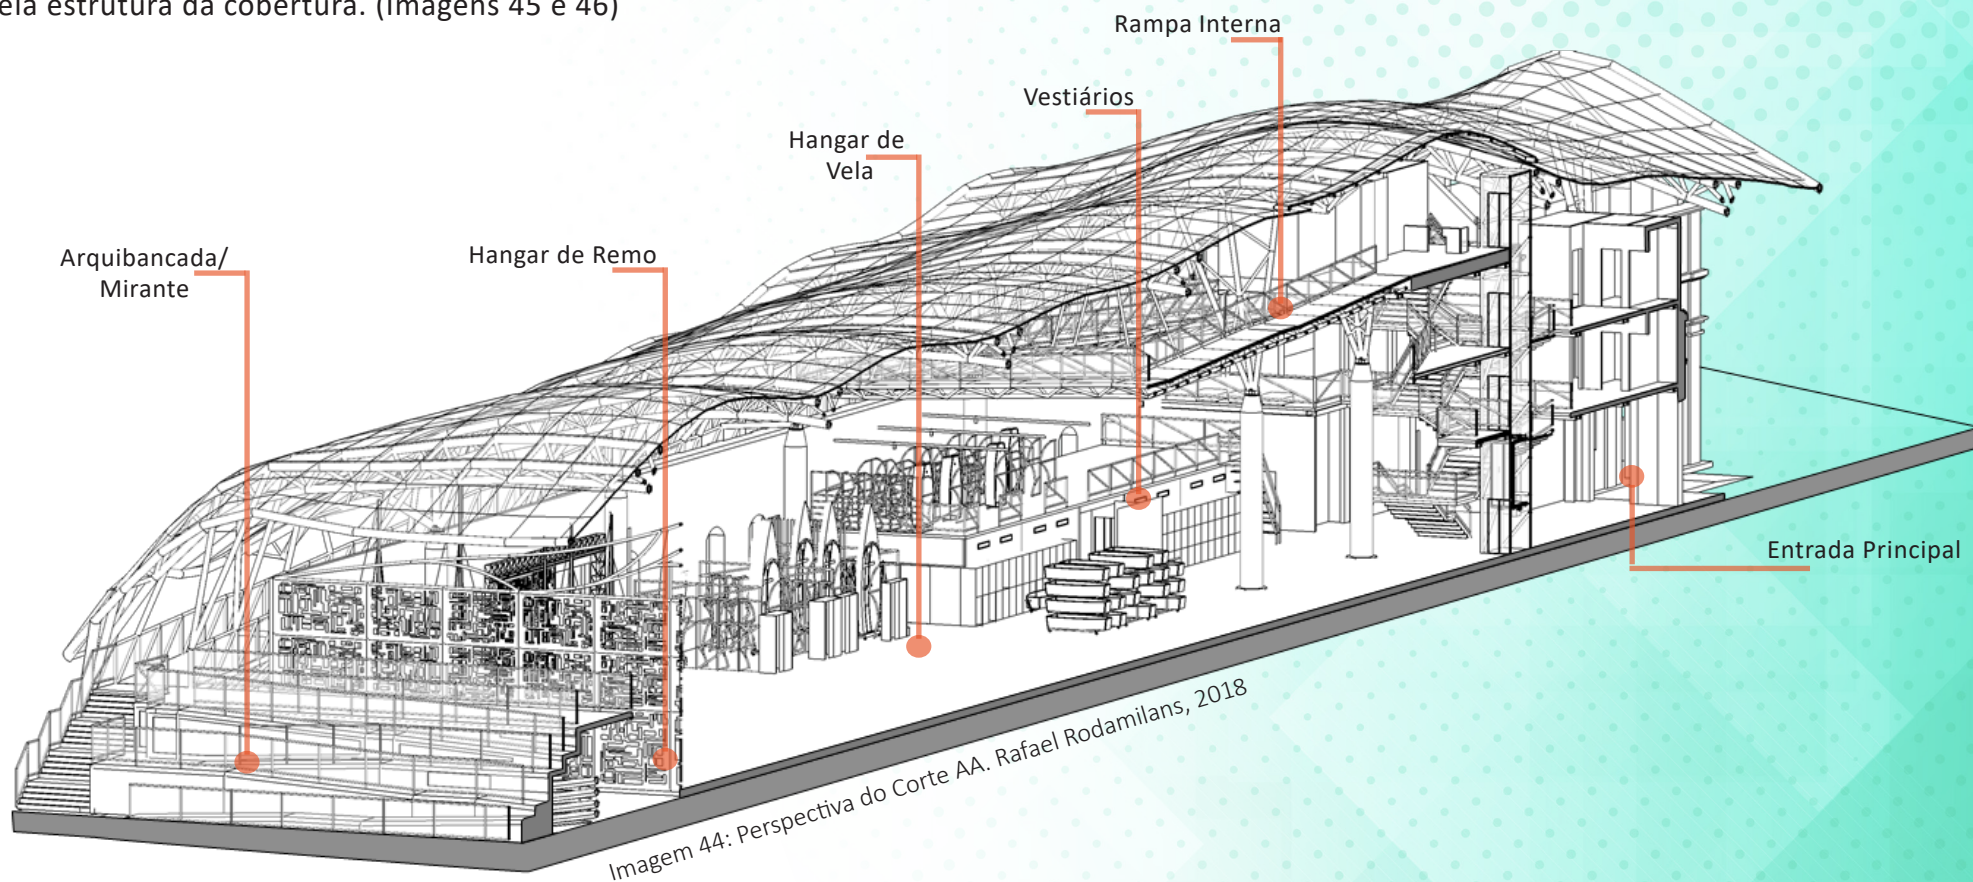 ela estrutura da cobertura. (Imagens 45 e 46)
Rampa Interna
Vestiários
Hangar de
Vela
Arquibancada/
Mirante
Hangar de Remo
Entrada Principal
Imagem 44: Perspectiva do Corte AA. Rafael Rodamilans, 2018